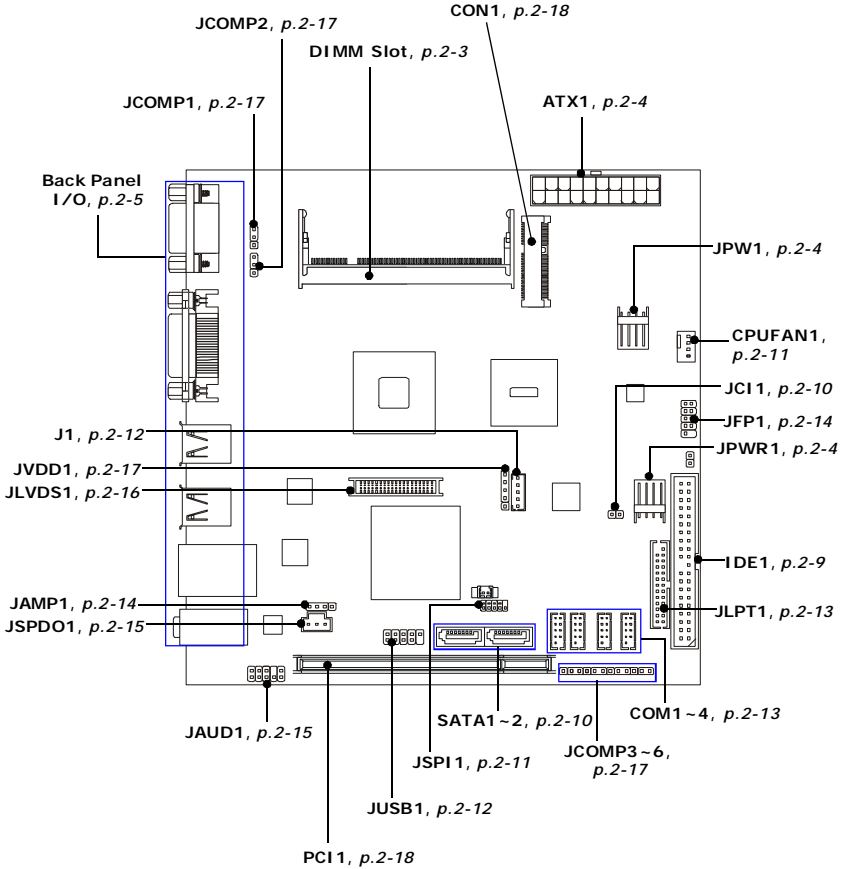 CON1, p.2-18
JCOMP2, p.2-17
DIMM Slot, p.2-3
JCOMP1, p.2-17
ATX1, p.2-4
Back Panel
I/O, p.2-5
JPW1, p.2-4
CPUFAN1,
p.2-11
JCI1, p.2-10
JFP1, p.2-14
J1, p.2-12
JPWR1, p.2-4
JVDD1, p.2-17
JLVDS1, p.2-16
IDE1, p.2-9
JAMP1, p.2-14
JLPT1, p.2-13
JSPDO1, p.2-15
COM1~4, p.2-13
SATA1~2, p.2-10
JAUD1, p.2-15
JCOMP3~6,
p.2-17
JSPI1, p.2-11
JUSB1, p.2-12
PCI1, p.2-18